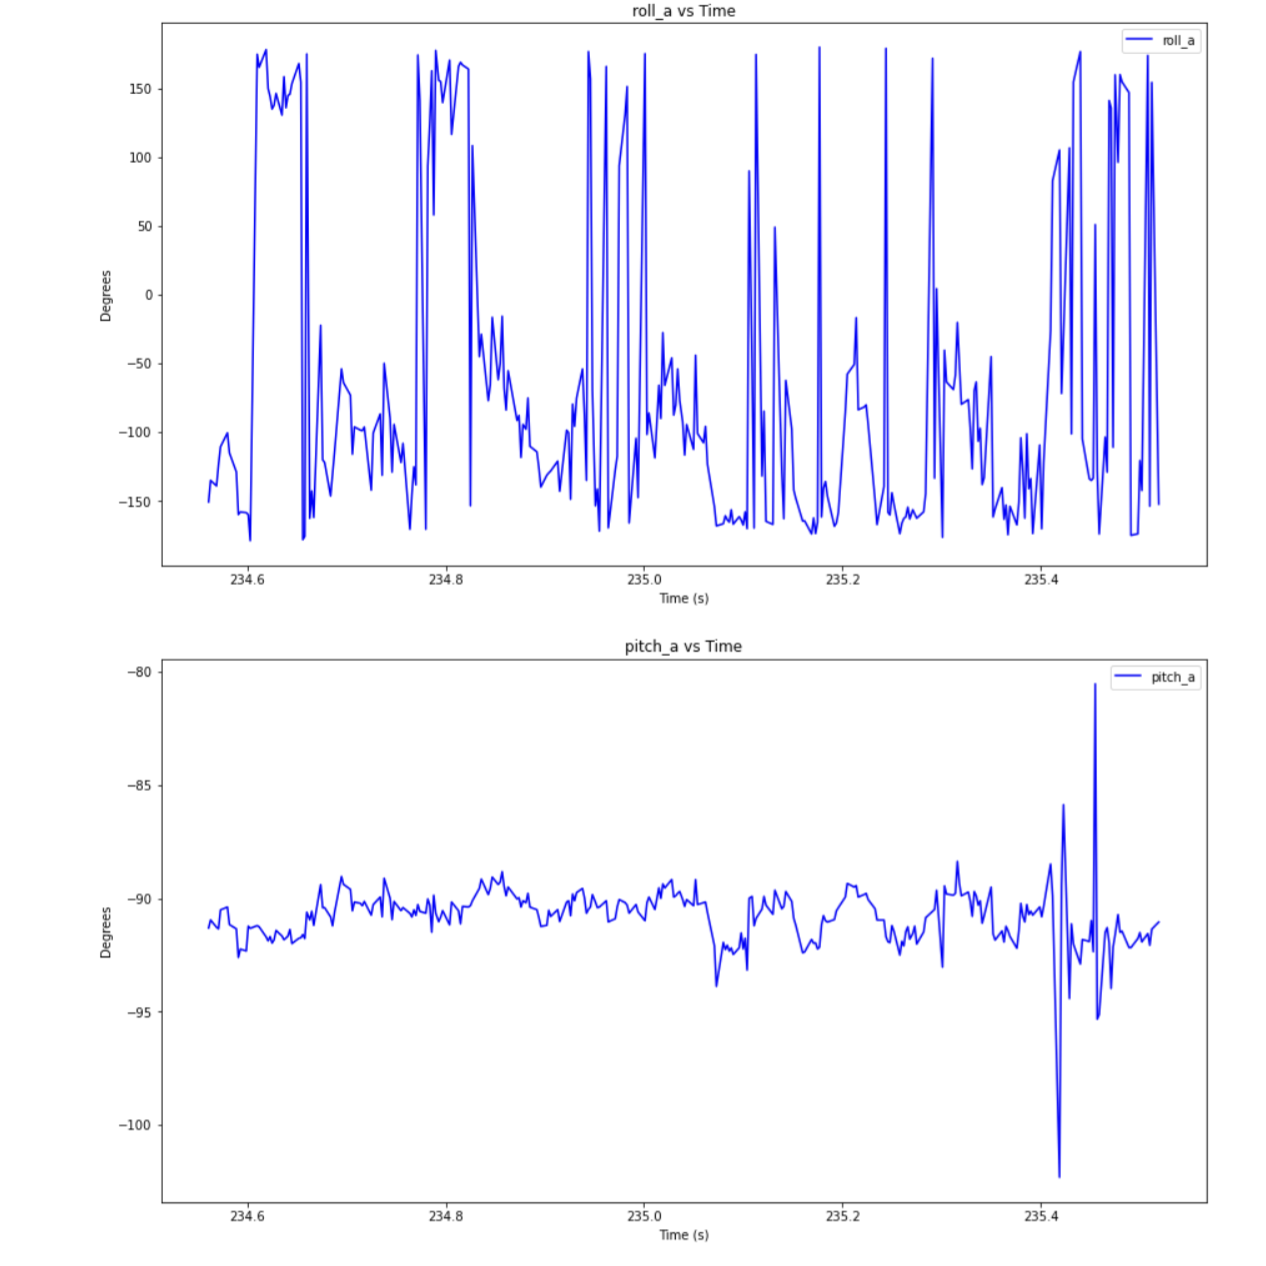 roll_a vs Time
roll_a
150
100
50
0
−50
−100
−150
Degrees
234.6 234.8 235.0 235.2 235.4
Time (s)
pitch_a vs Time
pitch_a
−80
−85
−90
−95
−100
Degrees
234.6 234.8 235.0 235.2 235.4
Time (s)